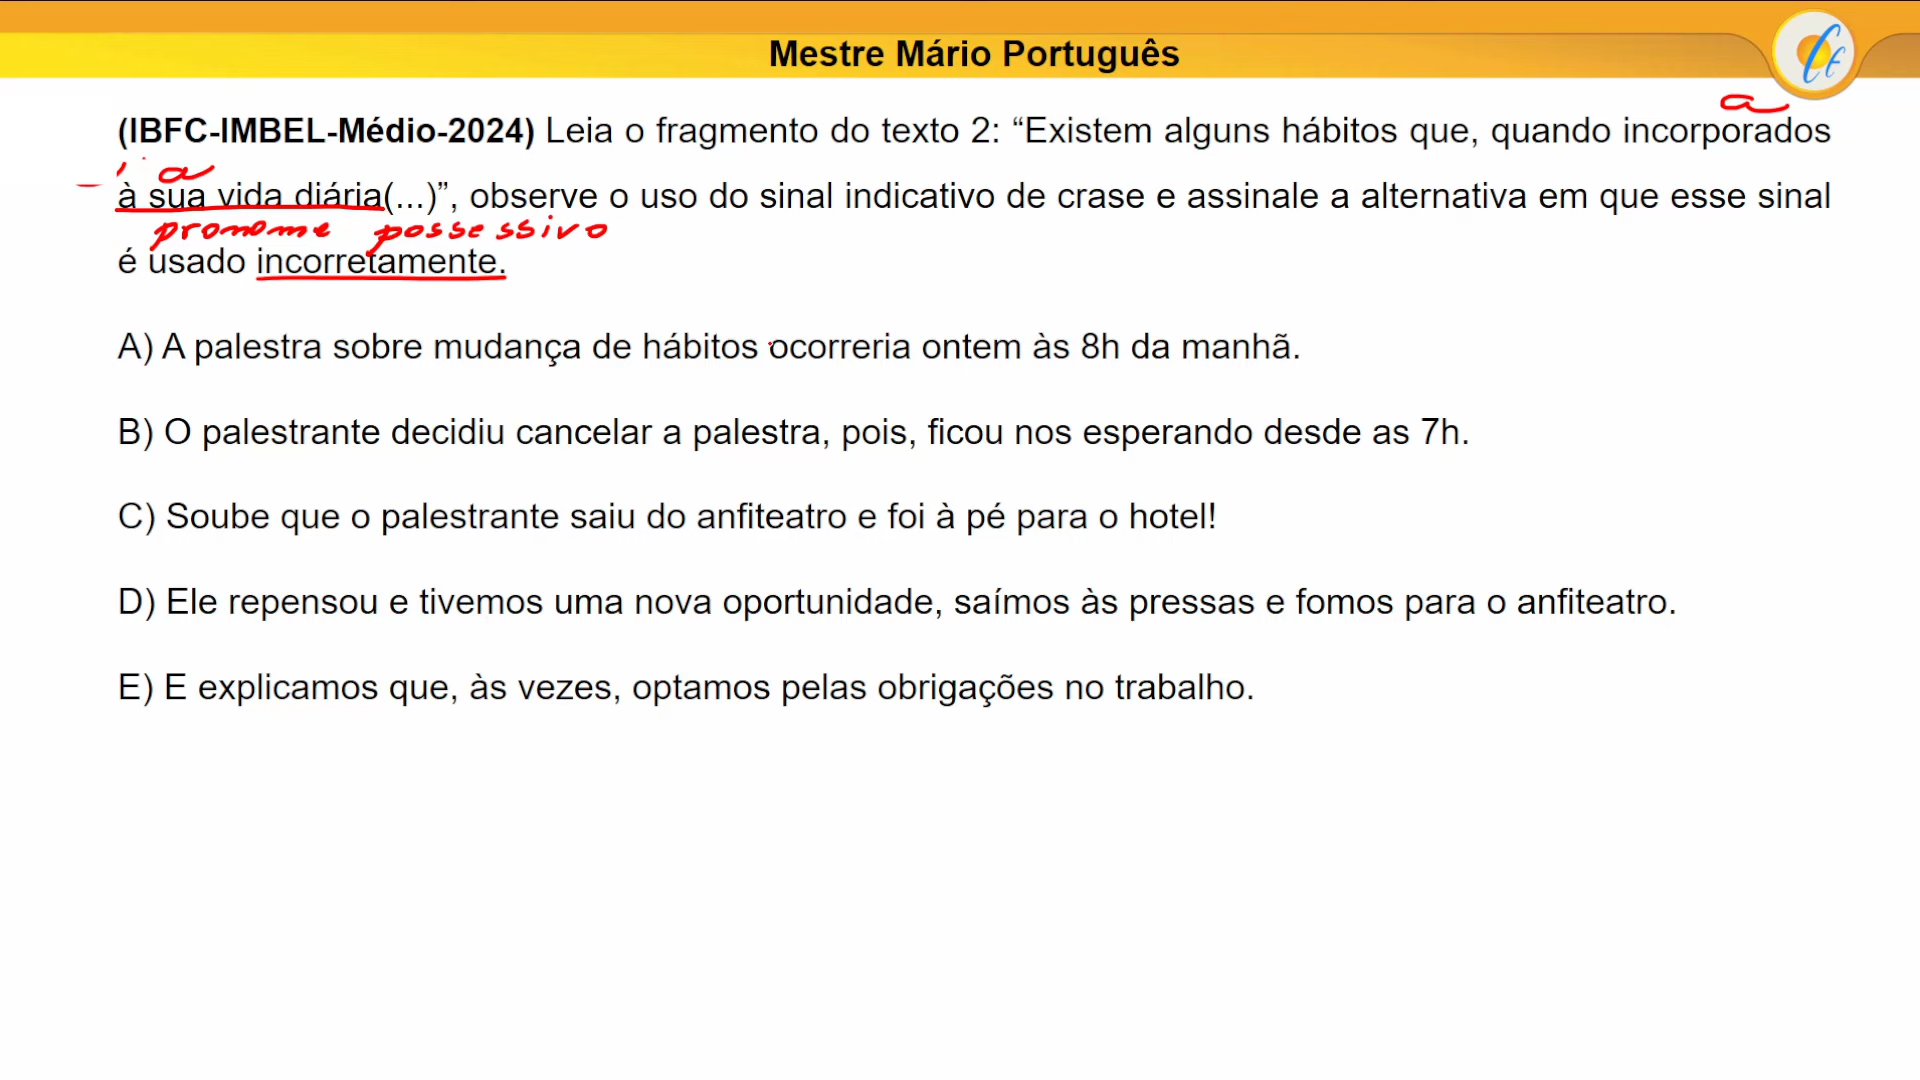 Mestre Mário Português
a
(IBFC-IMBEL-Médio-2024) Leia o fragmento do texto 2: “Existem alguns hábitos que, quando incorporados
a
à sua vida diária(...)”, observe o uso do sinal indicativo de crase e assinale a alternativa em que esse sinal
pronome possessivo
é usado incorretamente.
A) A palestra sobre mudança de hábitos ocorreria ontem às 8h da manhã.
B) O palestrante decidiu cancelar a palestra, pois, ficou nos esperando desde as 7h.
C) Soube que o palestrante saiu do anfiteatro e foi à pé para o hotel!
D) Ele repensou e tivemos uma nova oportunidade, saímos às pressas e fomos para o anfiteatro.
E) E explicamos que, às vezes, optamos pelas obrigações no trabalho.